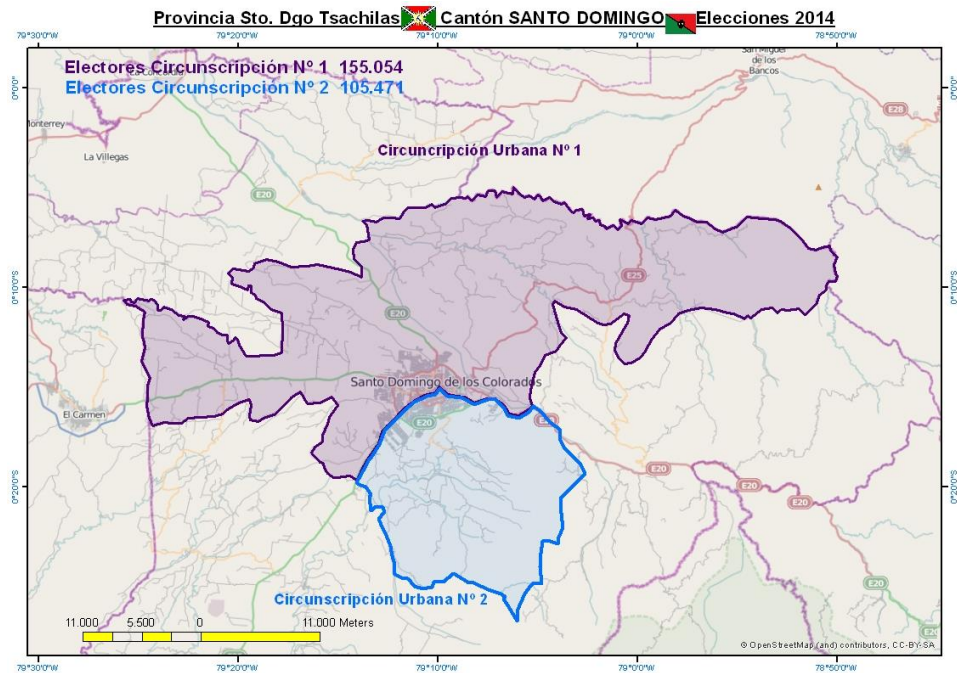 Provincia Sto. Dgo Tsachilas Cantón SANTO DOMINGO Elecciones 2014
79°30'0"W 79°20'0"W 79°10'0"W 79°0'0"W 78°50'0"W
Electores Circunscripción Nº 1 155.054
Electores Circunscripción Nº 2 105.471
La Concordia
San Miguel
de los
Bancos
0°0'0" 0°0'0"
E28
Monterrey
La Villegas
Circuncripción Urbana Nº 1
E20
E25
0°10'0"S 0°10'0"S
E20
Santo Domingo de los Colorados
El Carmen
E20 E20
E20
E20
E20
0°20'0"S 0°20'0"S
E20
Circunscripción Urbana Nº 2
E20
11.000 5.500 0 11.000 Meters
© OpenStreetMap (and) contributors, CC-BY-SA
79°30'0"W 79°20'0"W 79°10'0"W 79°0'0"W 78°50'0"W